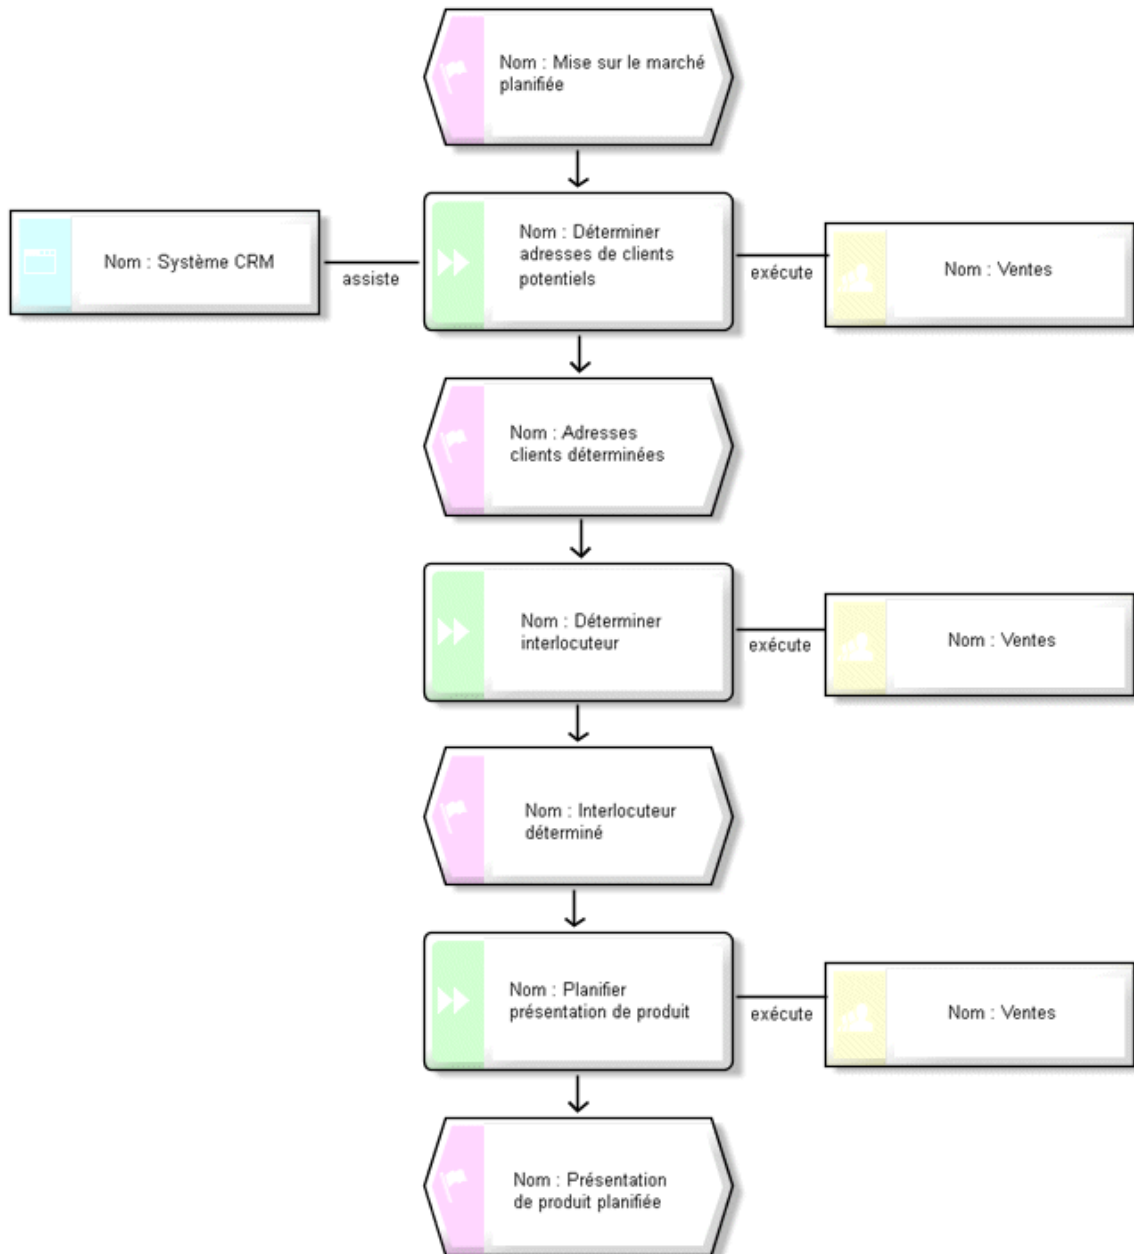 Nom : Mise sur le marché
planifiée
Nom : Système CRM
assiste
Nom : Déterminer
adresses de clients
potentiels
exécute
Nom : Ventes
Nom : Adresses
clients déterminées
Nom : Déterminer
interlocuteur
exécute
Nom : Ventes
Nom : Interlocuteur
déterminé
Nom : Planifier
présentation de produit
exécute
Nom : Ventes
Nom : Présentation
de produit planifiée